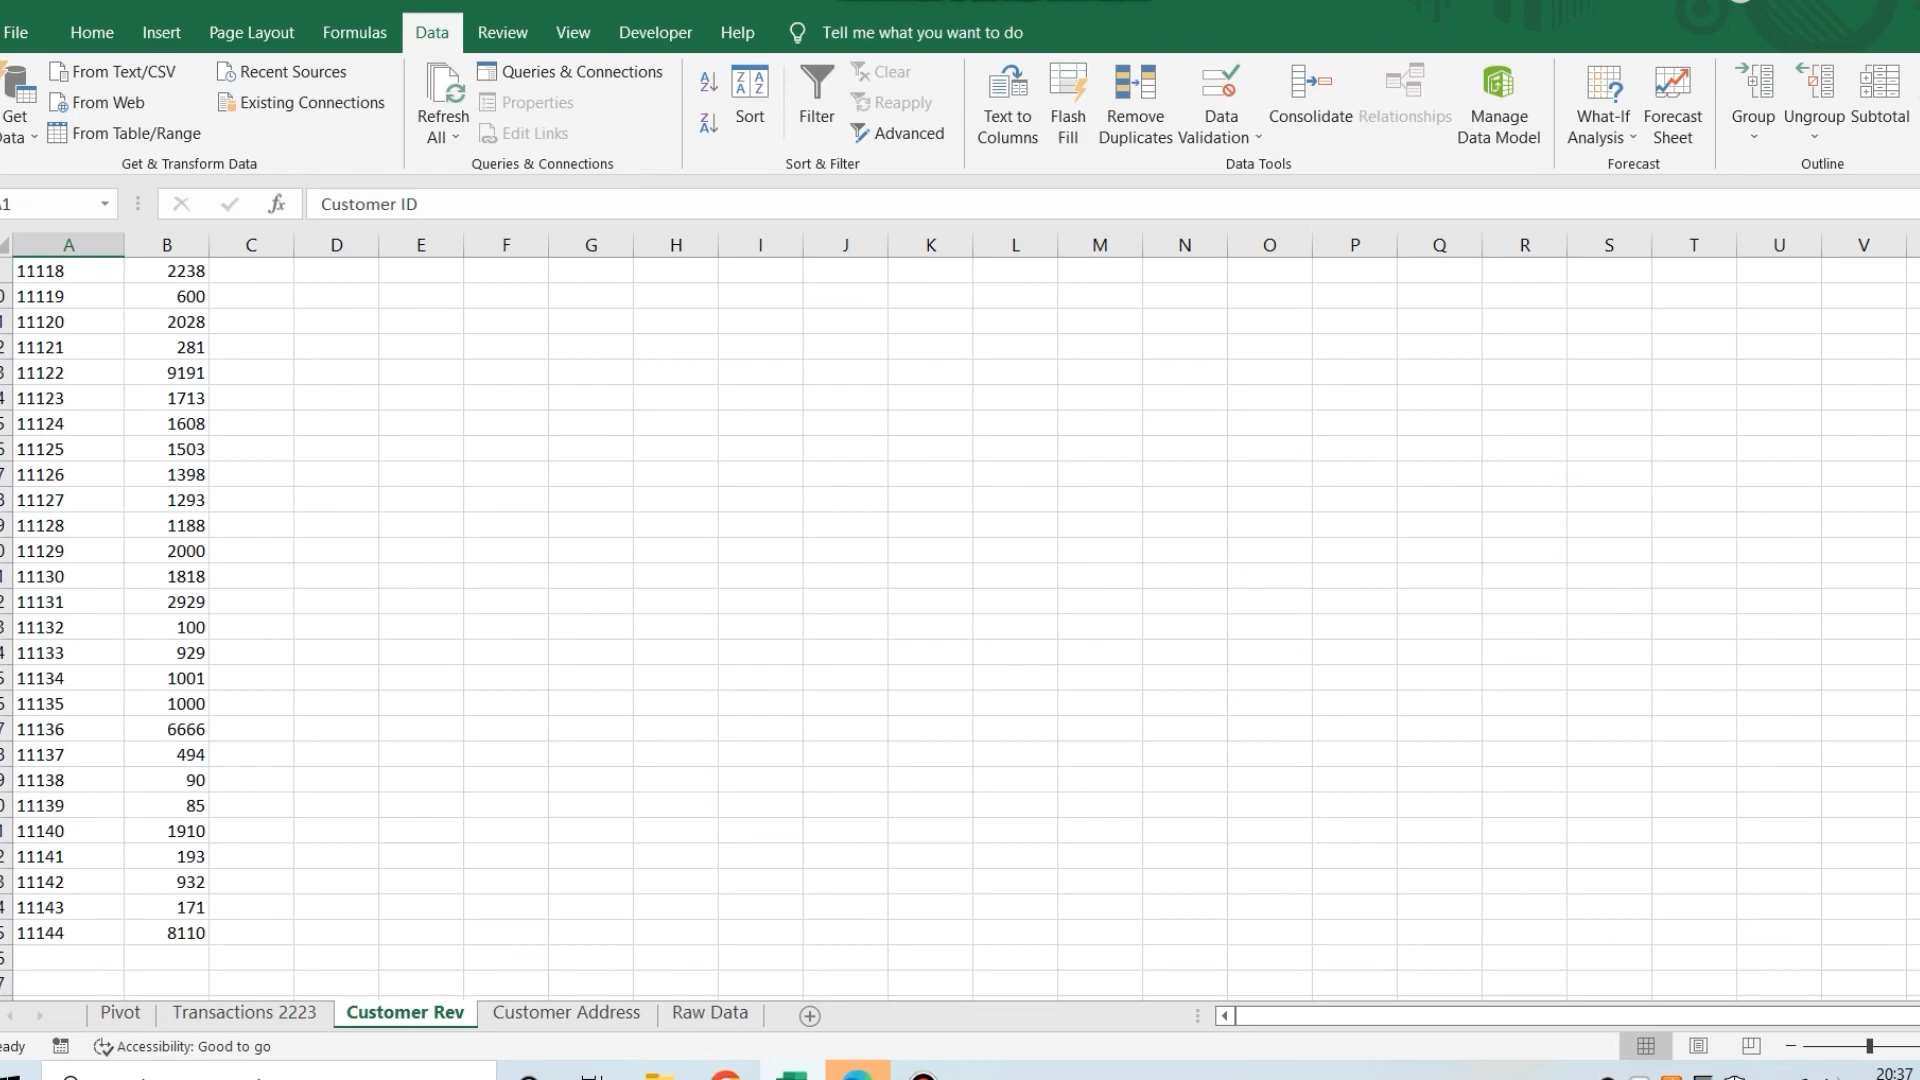 File Home Insert Page Layout Formulas Data Review View Developer Help Tell me what you want to do
From Text/CSV Recent Sources Queries & Connections Clear
From Web Existing Connections Properties Reapply
From Table/Range Edit Links Advanced
Get
Refresh All Sort Filter
Text to Columns Flash Fill Remove Duplicates Data Validation Consolidate Relationships Manage Data Model What-If Analysis Forecast Sheet Group Ungroup Subtotal
Get & Transform Data Queries & Connections Sort & Filter Data Tools Forecast Outline
fx Customer ID
A B C D E F G H I J K L M N O P Q R S T U V
11118 2238
11119 600
11120 2028
11121 281
11122 9191
11123 1713
11124 1608
11125 1503
11126 1398
11127 1293
11128 1188
11129 2000
11130 1818
11131 2929
11132 100
11133 929
11134 1001
11135 1000
11136 6666
11137 494
11138 90
11139 85
11140 1910
11141 193
11142 932
11143 171
11144 8110
Pivot Transactions 2223 Customer Rev Customer Address Raw Data
Accessibility: Good to go
20:37